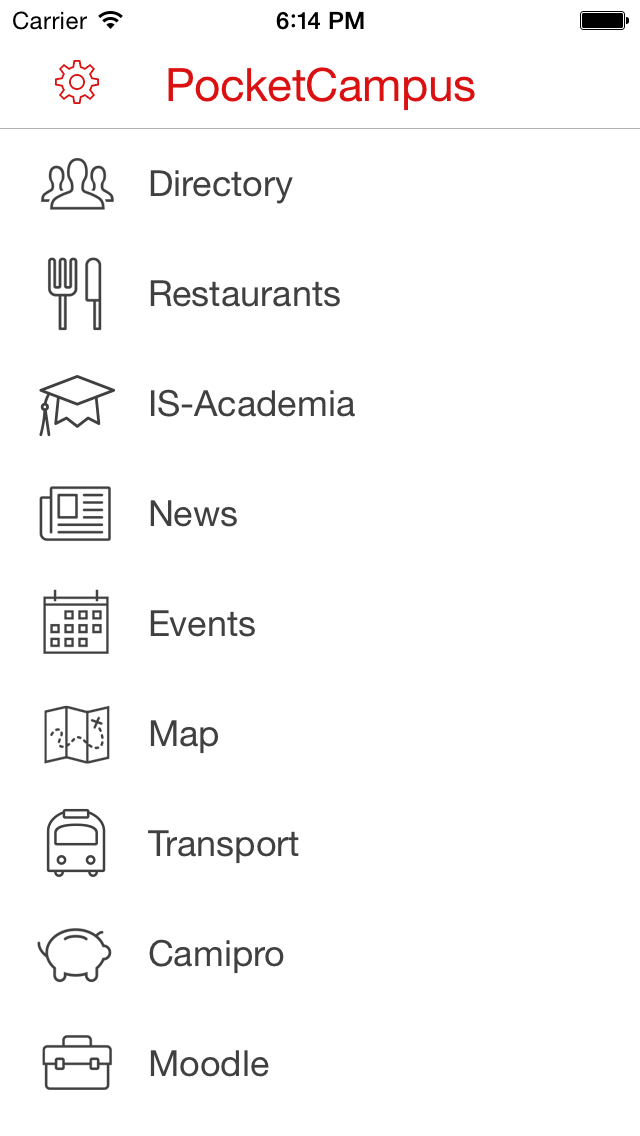 Carrier 6:14 PM
PocketCampus
Directory
Restaurants
IS-Academia
News
Events
Map
Transport
Camipro
Moodle